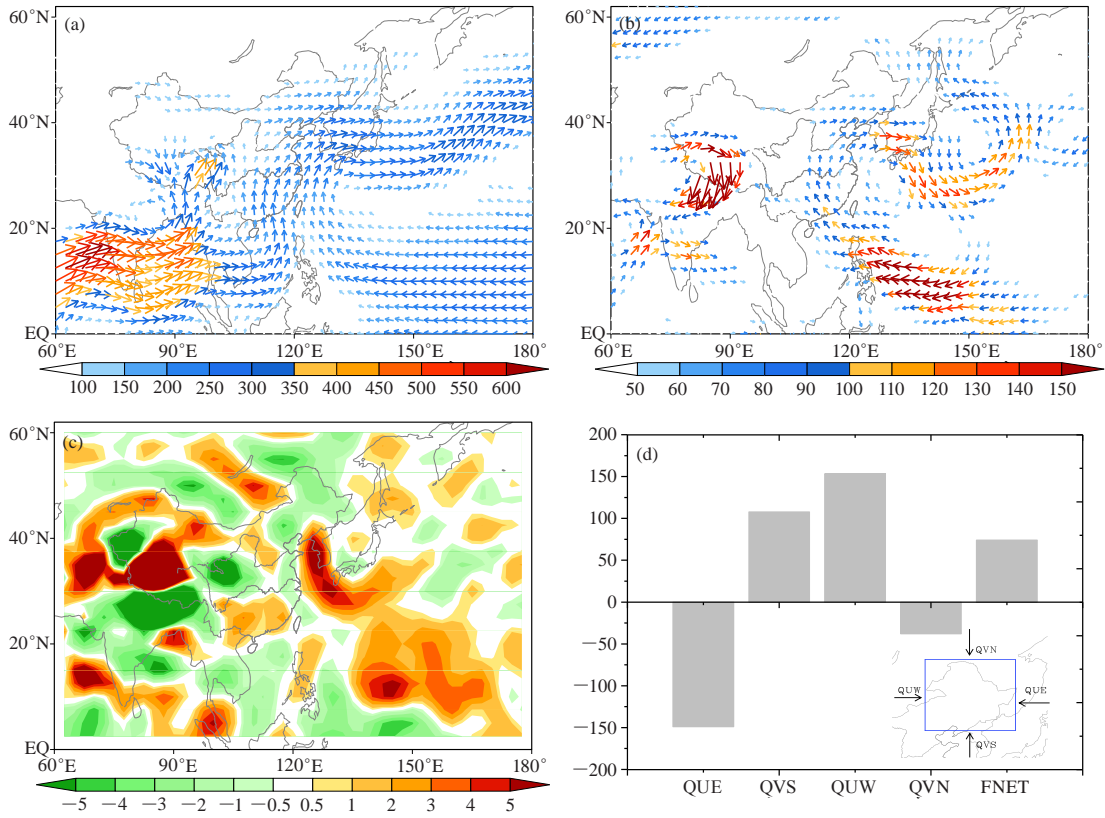 (a)
60°N
40°N
20°N
EQ
60°E 90°E 120°E 150°E 180°
100 150 200 250 300 350 400 450 500 550 600
(b)
60°N
40°N
20°N
EQ
60°E 90°E 120°E 150°E 180°
50 60 70 80 90 100 110 120 130 140 150
(c)
60°N
40°N
20°N
EQ
60°E 90°E 120°E 150°E 180°
−5 −4 −3 −2 −1 −0.5 0.5 1 2 3 4 5
(d)
200
150
100
50
0
−50
−100
−150
−200
QUE QVS QUW QVN FNET
QVN
QUW
QUE
QVS